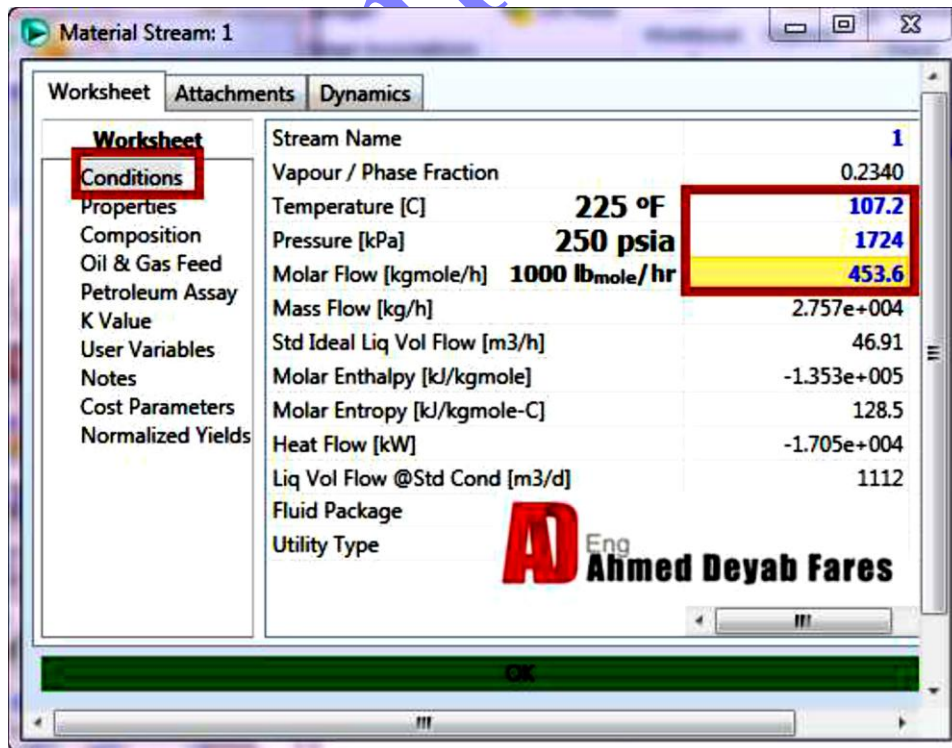 Material Stream: 1
Worksheet Attachments Dynamics
Worksheet
Conditions
Properties
Composition
Oil & Gas Feed
Petroleum Assay
K Value
User Variables
Notes
Cost Parameters
Normalized Yields
Stream Name 1
Vapour / Phase Fraction 0.2340
Temperature [C] 225 ºF 107.2
Pressure [kPa] 250 psia 1724
Molar Flow [kgmole/h] 1000 lbmole/hr 453.6
Mass Flow [kg/h] 2.757e+004
Std Ideal Liq Vol Flow [m3/h] 46.91
Molar Enthalpy [kJ/kgmole] -1.353e+005
Molar Entropy [kJ/kgmole-C] 128.5
Heat Flow [kW] -1.705e+004
Liq Vol Flow @Std Cond [m3/d] 1112
Fluid Package
Utility Type
AD Eng
Ahmed Deyab Fares
OK